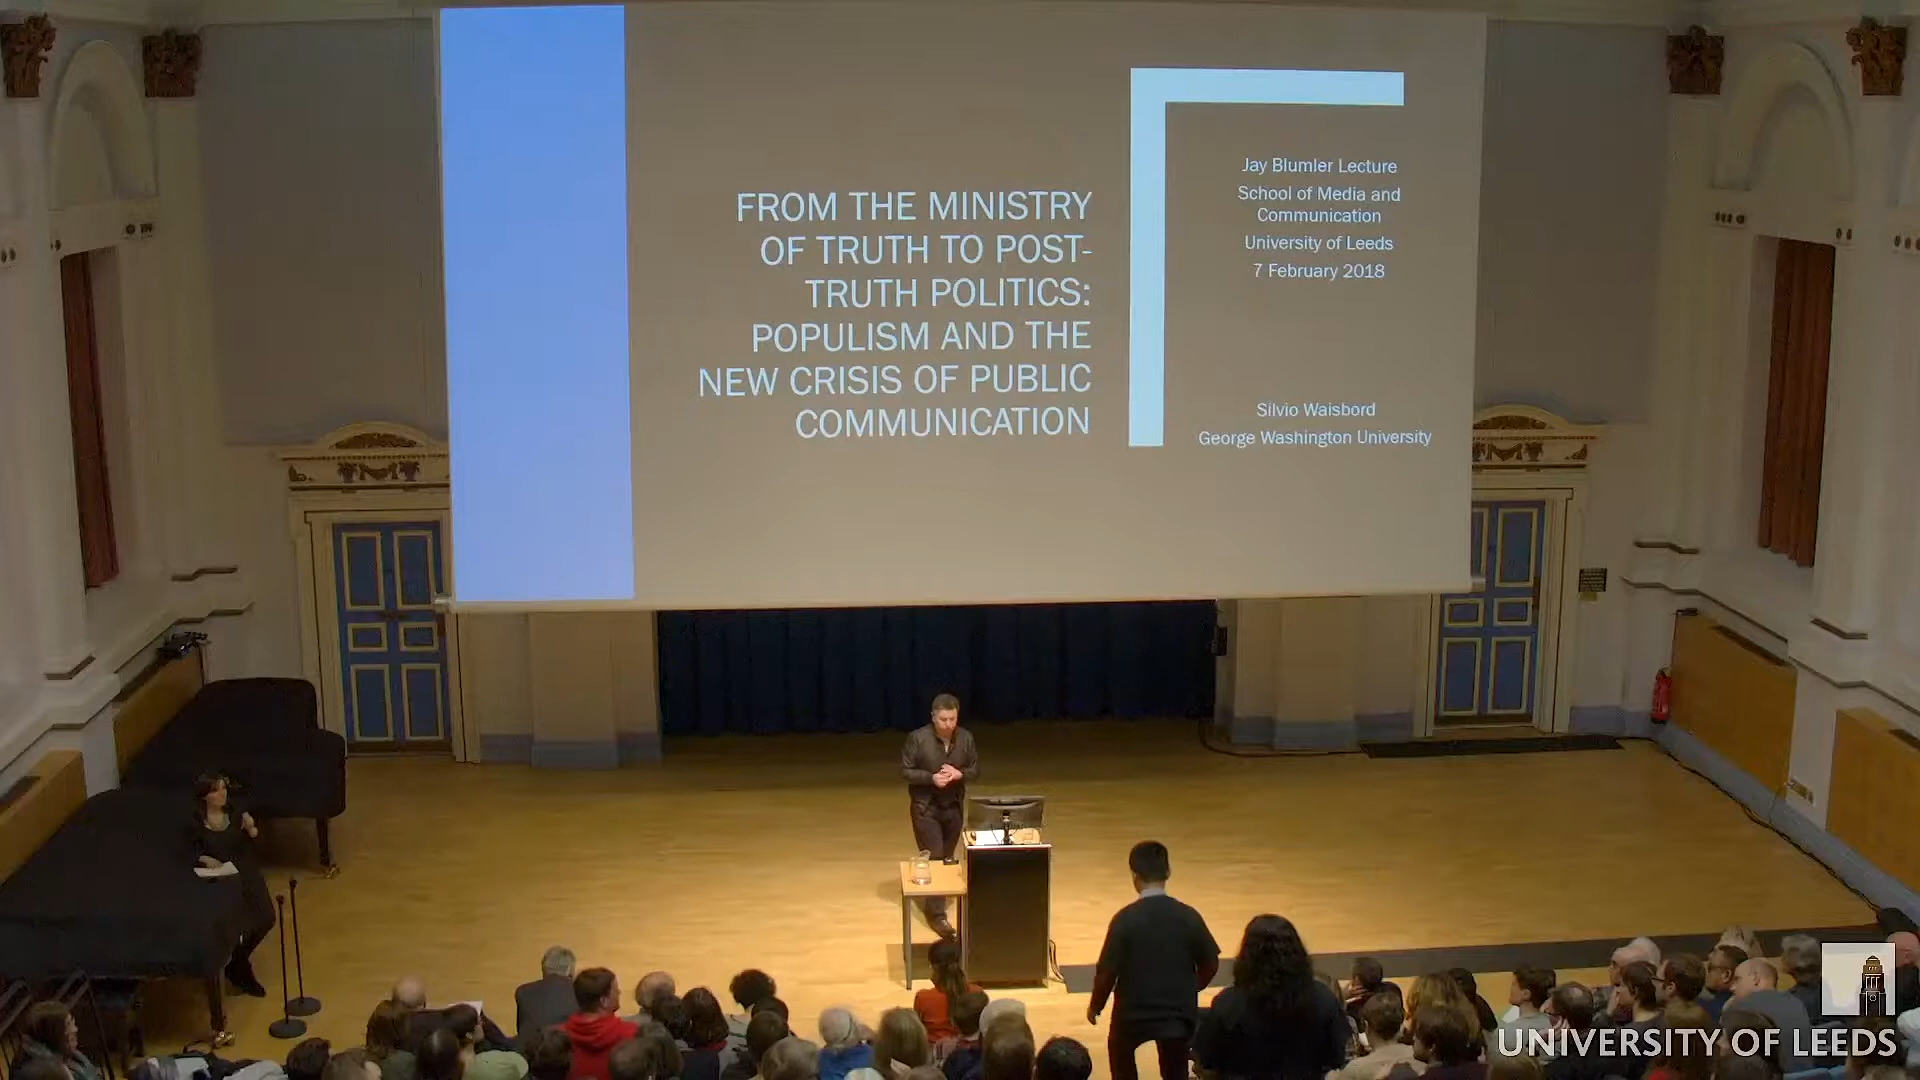 FROM THE MINISTRY
OF TRUTH TO POST-
TRUTH POLITICS:
POPULISM AND THE
NEW CRISIS OF PUBLIC
COMMUNICATION
Jay Blumler Lecture
School of Media and
Communication
University of Leeds
7 February 2018
Silvio Waisbord
George Washington University
UNIVERSITY OF LEEDS